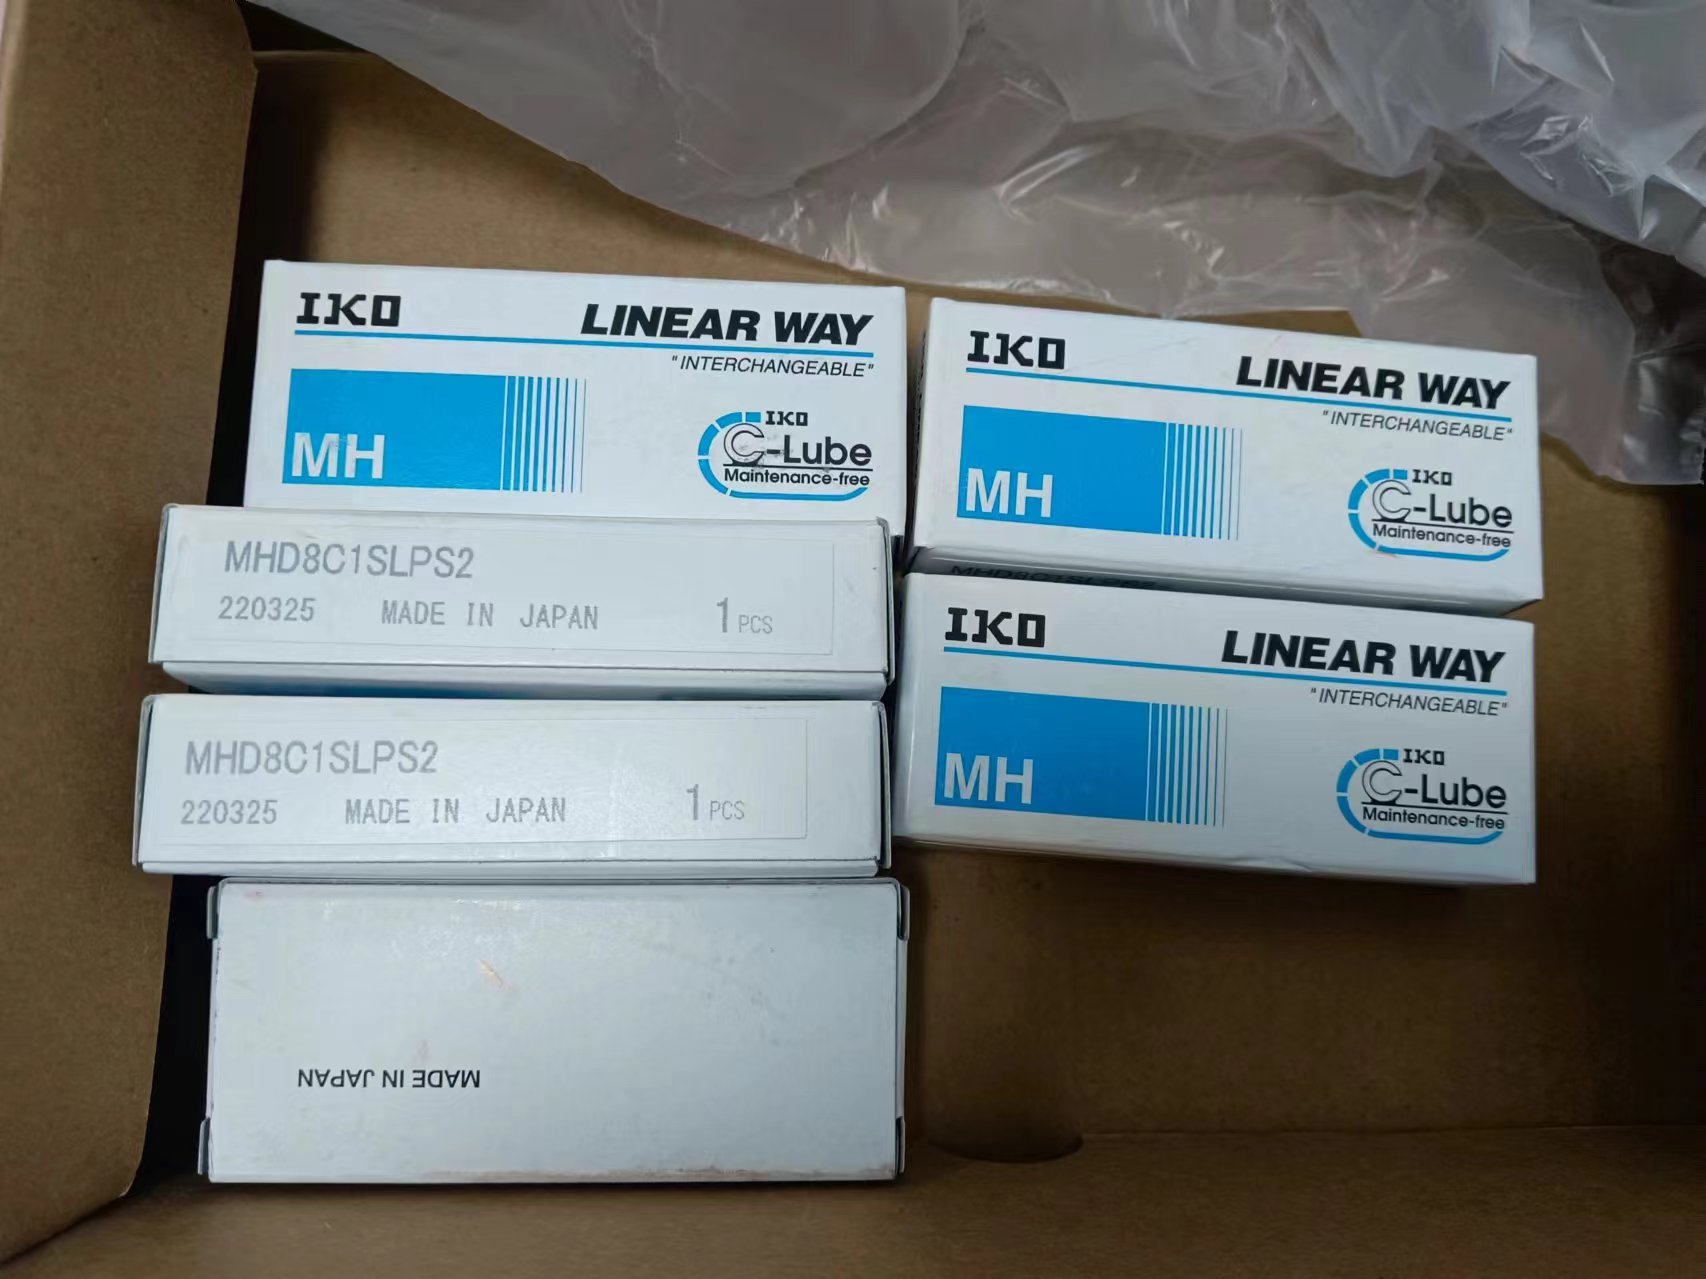 IKO
LINEAR WAY
"INTERCHANGEABLE"
MH
IKO
C-Lube
Maintenance-free
MHD8C1SLPS2
220325 MADE IN JAPAN 1 PCS
MHD8C1SLPS2
220325 MADE IN JAPAN 1 PCS
MADE IN JAPAN
IKO
LINEAR WAY
"INTERCHANGEABLE"
MH
IKO
C-Lube
Maintenance-free
MHD8C1SLPS2
IKO
LINEAR WAY
"INTERCHANGEABLE"
MH
IKO
C-Lube
Maintenance-free